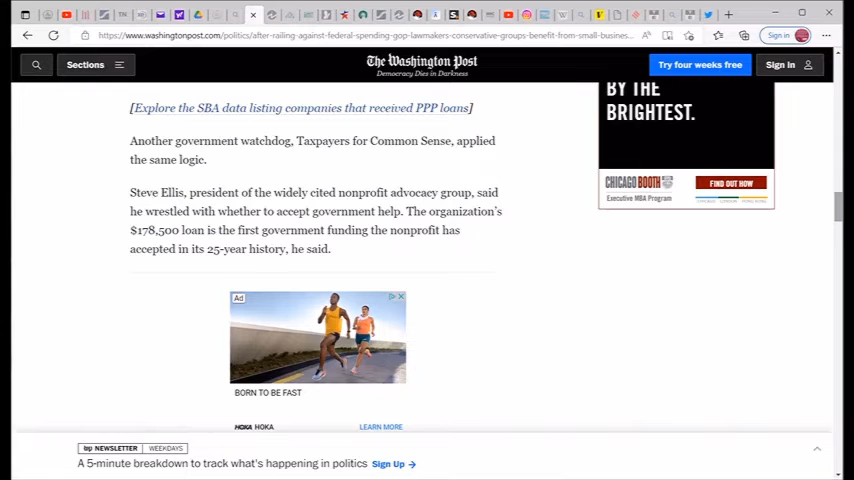 https://www.washingtonpost.com/politics/after-railing-against-federal-spending-gop-lawmakers-conservative-groups-benefit-from-small-business...
Sign in
Sections
The Washington Post
Democracy Dies in Darkness
Try four weeks free
Sign In
BY THE
BRIGHTEST.
CHICAGO BOOTH
FIND OUT HOW
Executive MBA Program
[Explore the SBA data listing companies that received PPP loans]
Another government watchdog, Taxpayers for Common Sense, applied
the same logic.
Steve Ellis, president of the widely cited nonprofit advocacy group, said
he wrestled with whether to accept government help. The organization's
$178,500 loan is the first government funding the nonprofit has
accepted in its 25-year history, he said.
Ad
BORN TO BE FAST
HOKA HOKA
LEARN MORE
wp NEWSLETTER WEEKDAYS
A 5-minute breakdown to track what's happening in politics Sign Up →